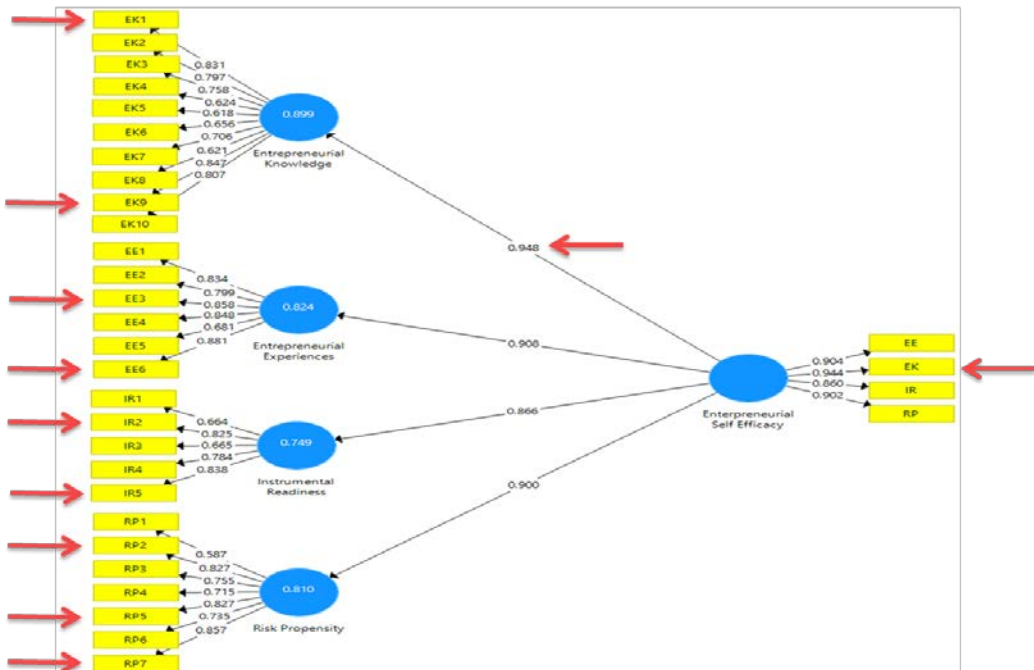 EK1
EK2
EK3
EK4
EK5
EK6
EK7
EK8
EK9
EK10
0.831
0.797
0.758
0.624
0.618
0.656
0.706
0.621
0.847
0.807
0.899
Entrepreneurial
Knowledge
0.948
EE1
EE2
EE3
EE4
EE5
EE6
0.834
0.799
0.858
0.848
0.681
0.881
0.824
Entrepreneurial
Experiences
0.908
IR1
IR2
IR3
IR4
IR5
0.664
0.825
0.665
0.784
0.838
0.749
Instrumental
Readiness
0.866
RP1
RP2
RP3
RP4
RP5
RP6
RP7
0.587
0.827
0.755
0.715
0.827
0.735
0.857
0.810
Risk Propensity
0.900
Enterpreneurial
Self Efficacy
0.904
0.944
0.860
0.902
EE
EK
IR
RP